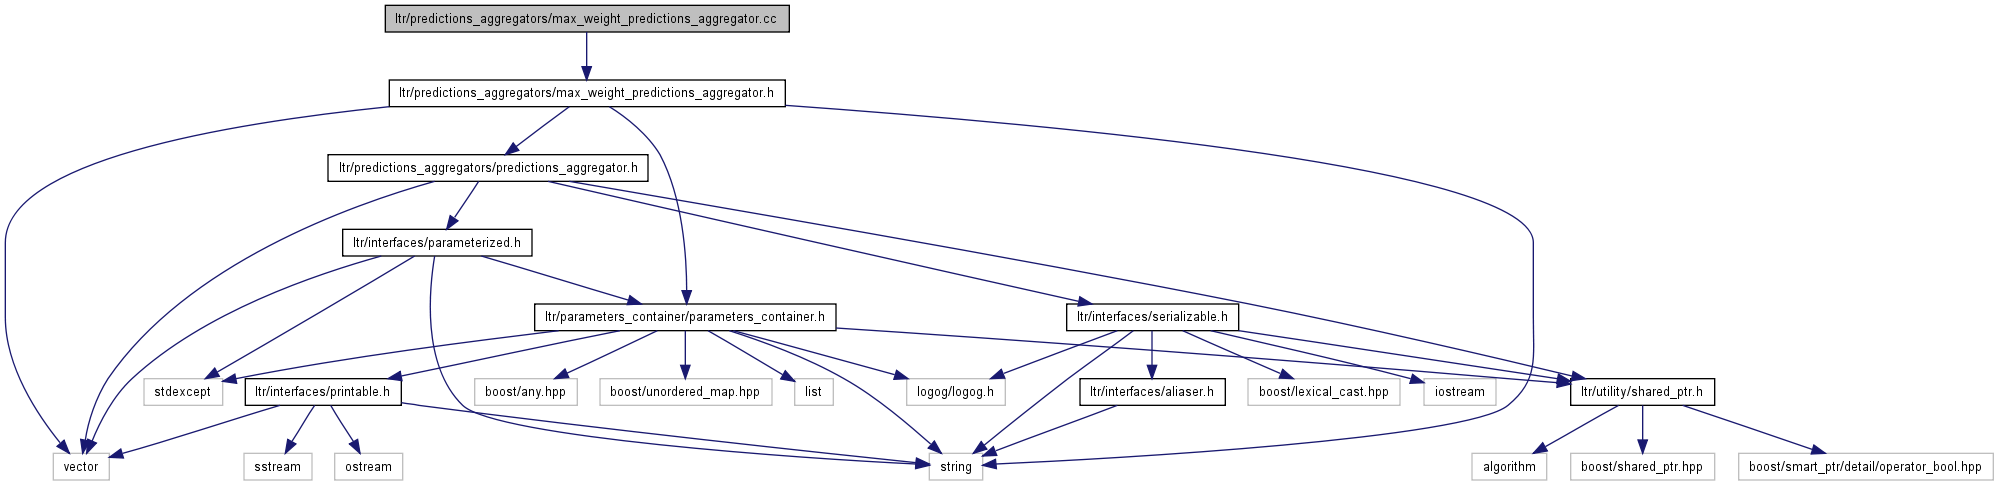 ltr/predictions_aggregators/max_weight_predictions_aggregator.cc
ltr/predictions_aggregators/max_weight_predictions_aggregator.h
ltr/predictions_aggregators/predictions_aggregator.h
ltr/interfaces/parameterized.h
ltr/parameters_container/parameters_container.h
ltr/interfaces/serializable.h
stdexcept
ltr/interfaces/printable.h
boost/any.hpp
boost/unordered_map.hpp
list
logog/logog.h
ltr/interfaces/aliaser.h
boost/lexical_cast.hpp
iostream
ltr/utility/shared_ptr.h
vector
sstream
ostream
string
algorithm
boost/shared_ptr.hpp
boost/smart_ptr/detail/operator_bool.hpp